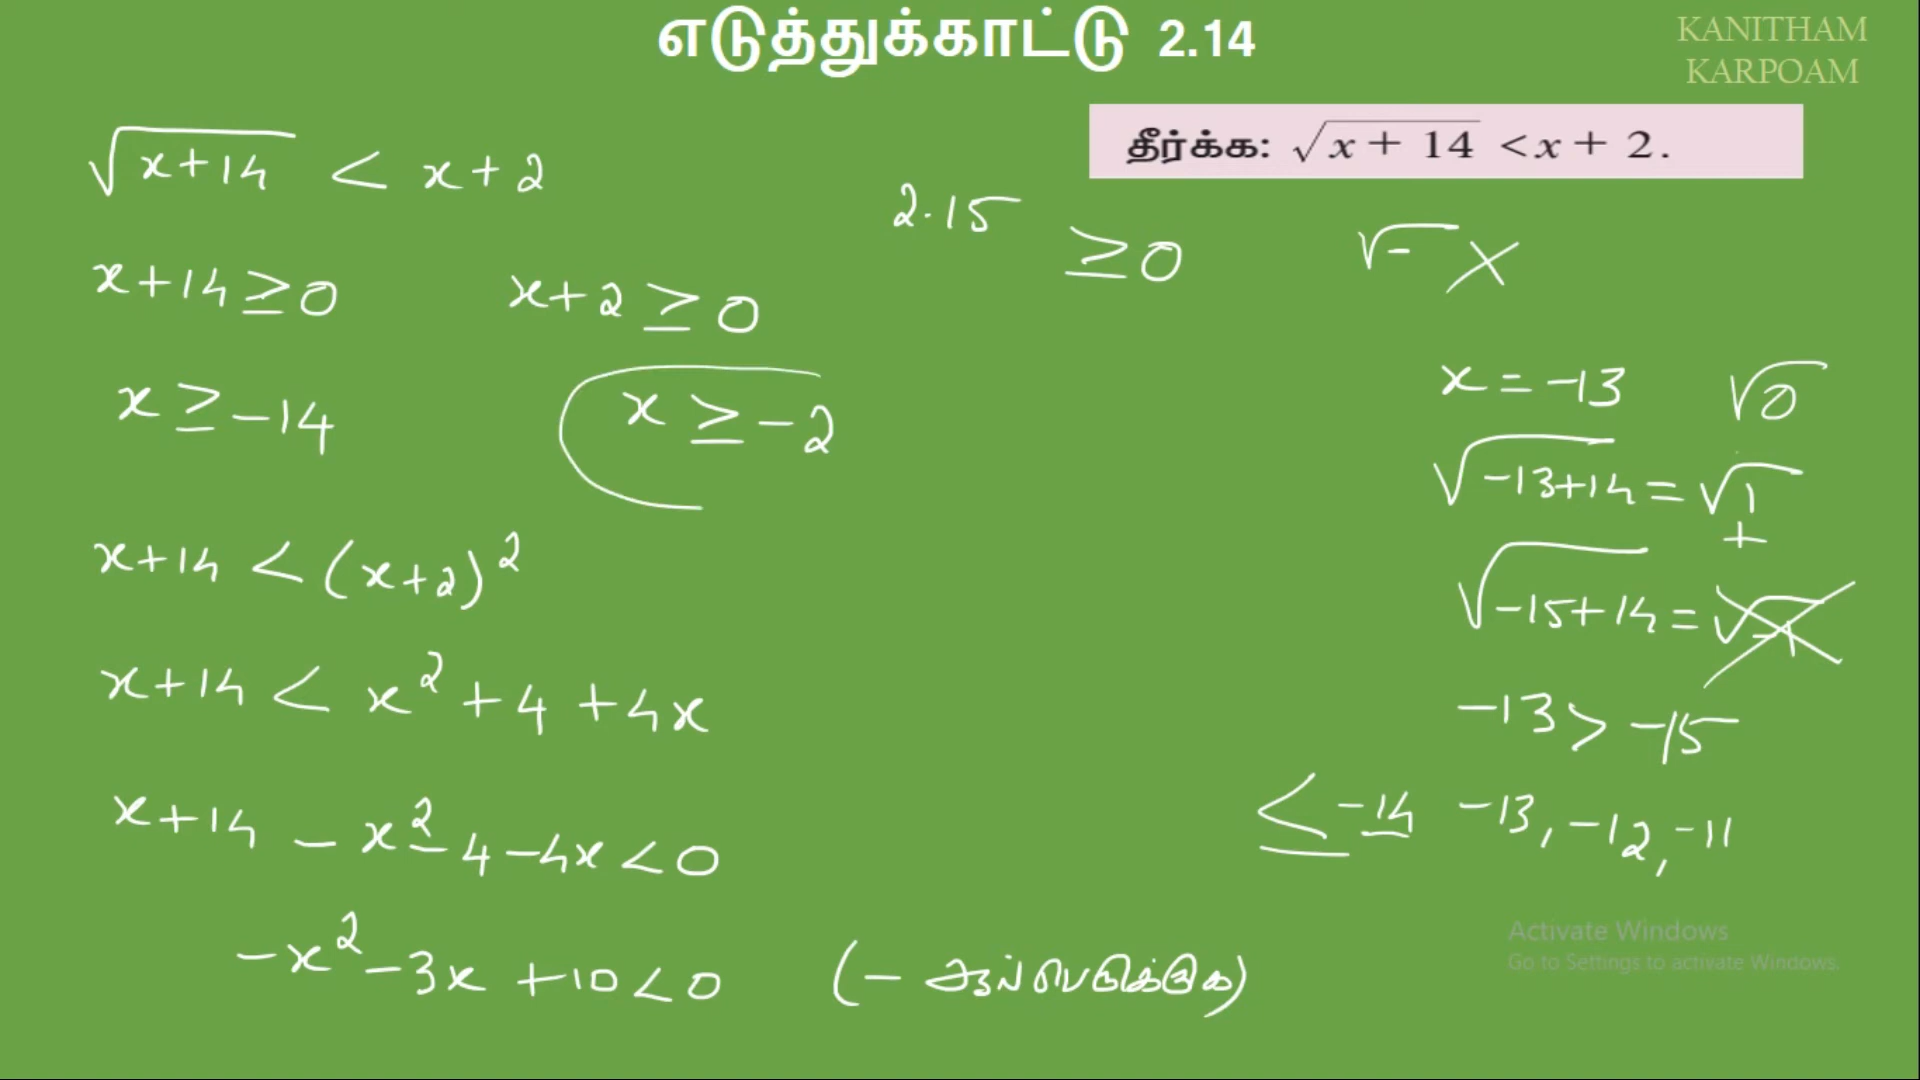 எடுத்துக்காட்டு 2.14
KANITHAM
KARPOAM
தீர்க்க: √x + 14 < x + 2.
√x+14 < x+2
2.15
≥0
√-
x+14≥0
x+2≥0
x≥-14
x≥-2
x+14<(x+2)²
x+14<x²+4+4x
x+14-x²-4-4x<0
-x²-3x+10<0 (- ஆல் பெருக்குக)
x=-13
√0
√-13+14=√1
+
√-15+14=√-1
-13>-15
≤-14 -13,-12,-11
Activate Windows
Go to Settings to activate Windows.